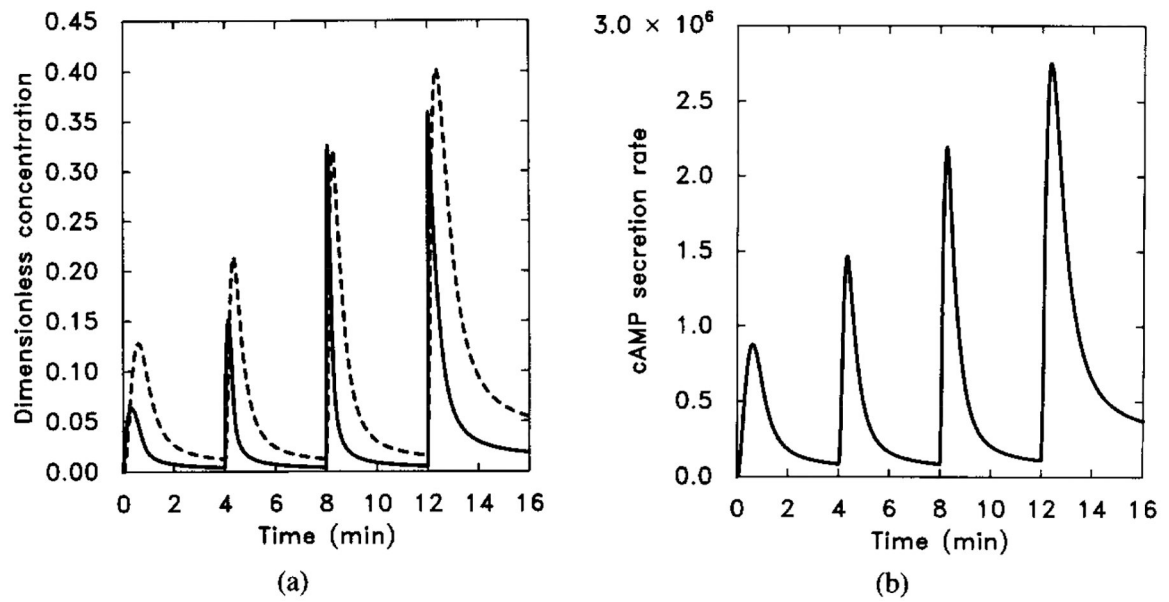 0.45
0.40
0.35
0.30
0.25
0.20
0.15
0.10
0.05
0.00
Dimensionless concentration
0 2 4 6 8 10 12 14 16
Time (min)
(a)
3.0 × 10⁶
2.5
2.0
1.5
1.0
0.5
0.0
cAMP secretion rate
0 2 4 6 8 10 12 14 16
Time (min)
(b)